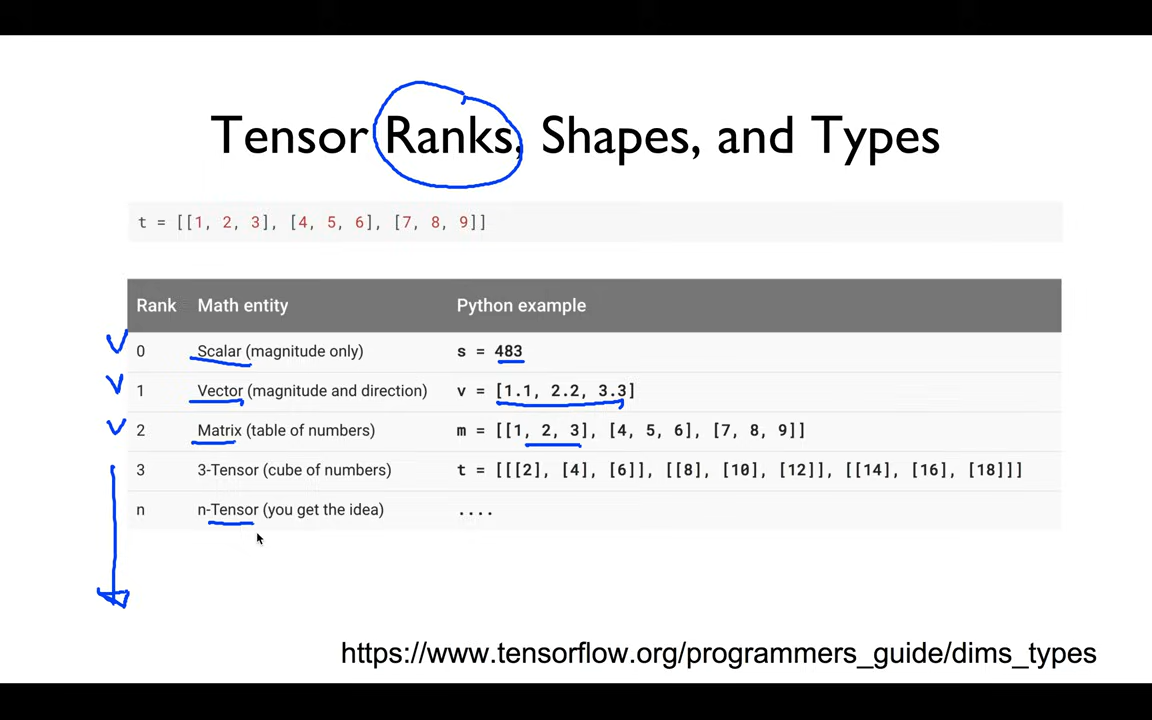 Tensor Ranks, Shapes, and Types
t = [[1, 2, 3], [4, 5, 6], [7, 8, 9]]
Rank Math entity Python example
0 Scalar (magnitude only) s = 483
1 Vector (magnitude and direction) v = [1.1, 2.2, 3.3]
2 Matrix (table of numbers) m = [[1, 2, 3], [4, 5, 6], [7, 8, 9]]
3 3-Tensor (cube of numbers) t = [[[2], [4], [6]], [[8], [10], [12]], [[14], [16], [18]]]
n n-Tensor (you get the idea) ....
https://www.tensorflow.org/programmers_guide/dims_types